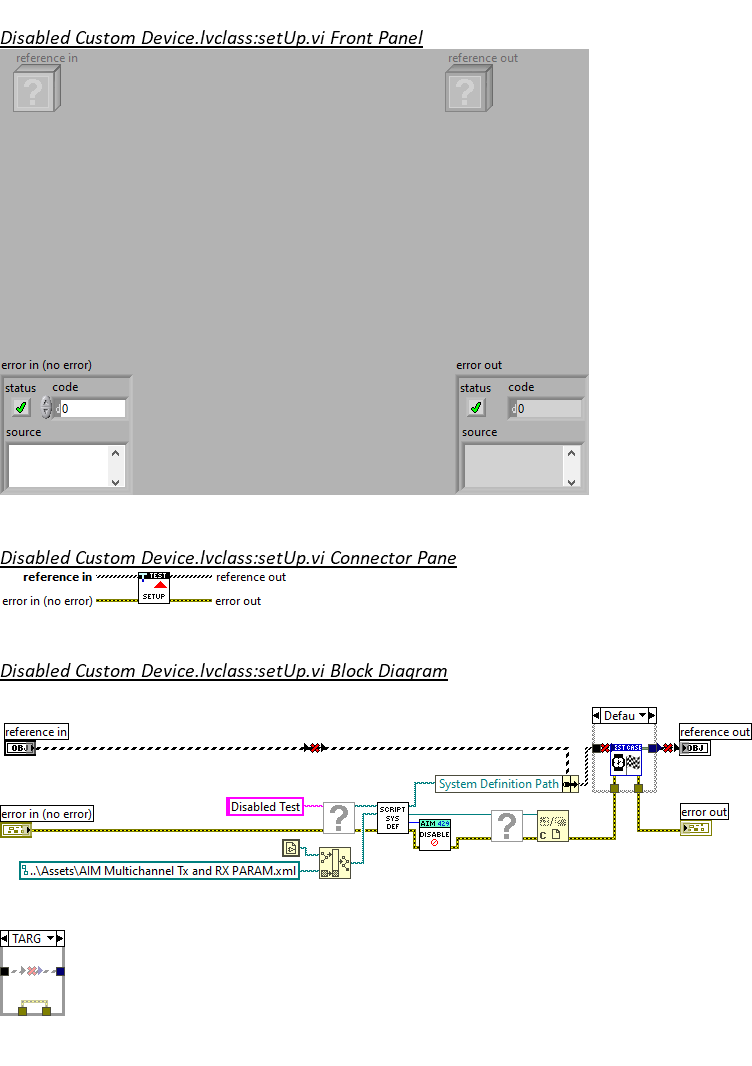 Disabled Custom Device.lvclass:setUp.vi Front Panel
reference in
reference out
?
?
error in (no error)
error out
status code
status code
d0
d0
source
source
Disabled Custom Device.lvclass:setUp.vi Connector Pane
reference in
TEST
reference out
error in (no error)
SETUP
error out
Disabled Custom Device.lvclass:setUp.vi Block Diagram
Defau
reference in
reference out
OBJ
EST CASE
OBJ
System Definition Path
Disabled Test
error in (no error)
error out
?
SCRIPT
SYS
DEF
AIM 429
DISABLE
?
C
..\Assets\AIM Multichannel Tx and RX PARAM.xml
TARG